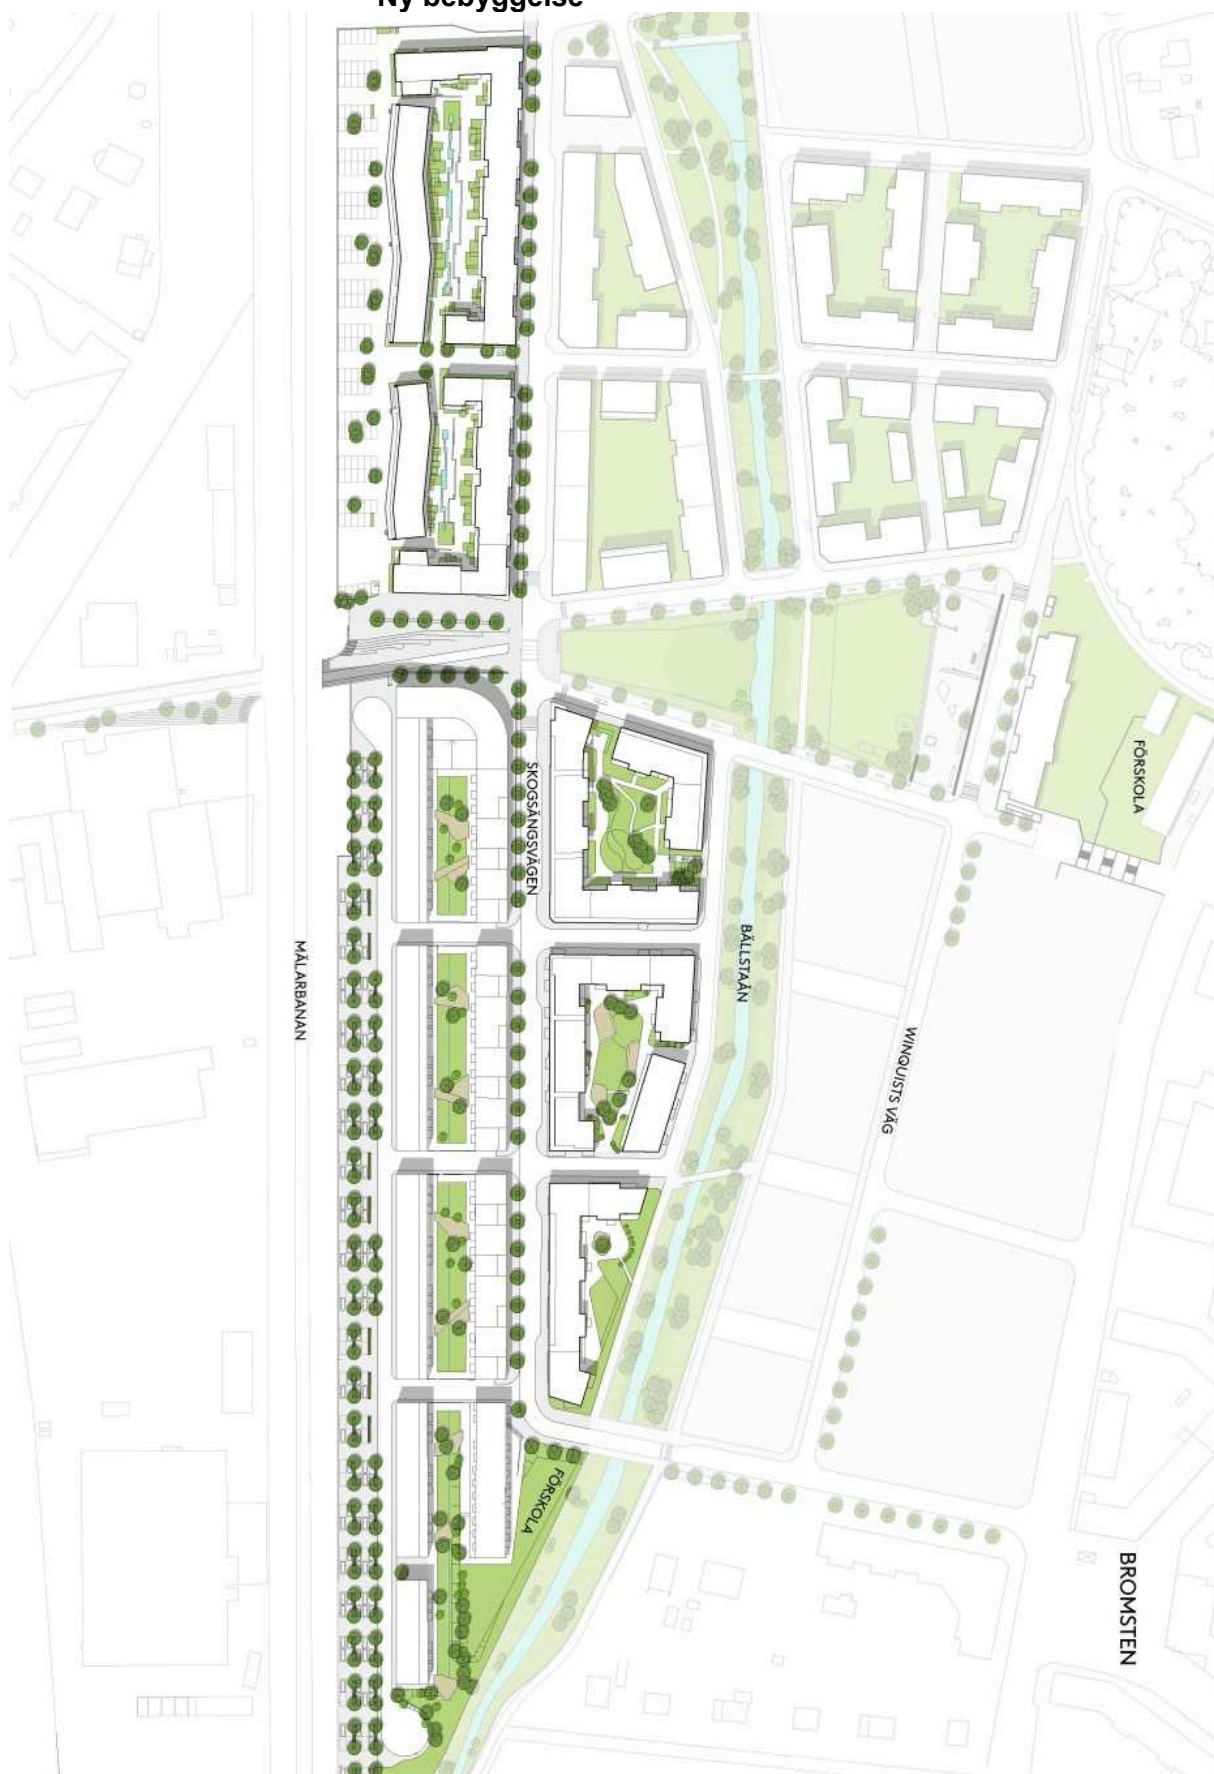 Ny bebyggelse
FÖRSKOLA
SKOGSÄNGSVÄGEN
BÄLLSTAÅN
MÄLARBANAN
WINQUISTS VÄG
FÖRSKOLA
BROMSTEN